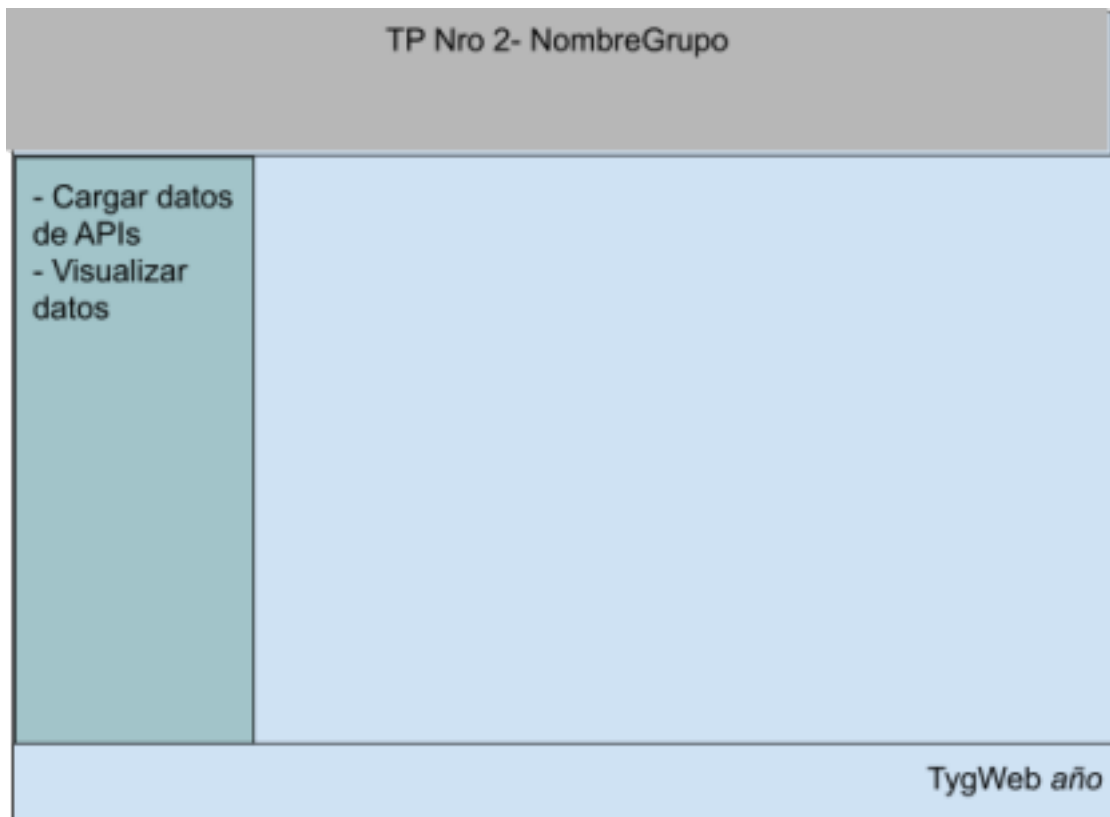 TP Nro 2- NombreGrupo
- Cargar datos
de APIs
- Visualizar
datos
TygWeb año